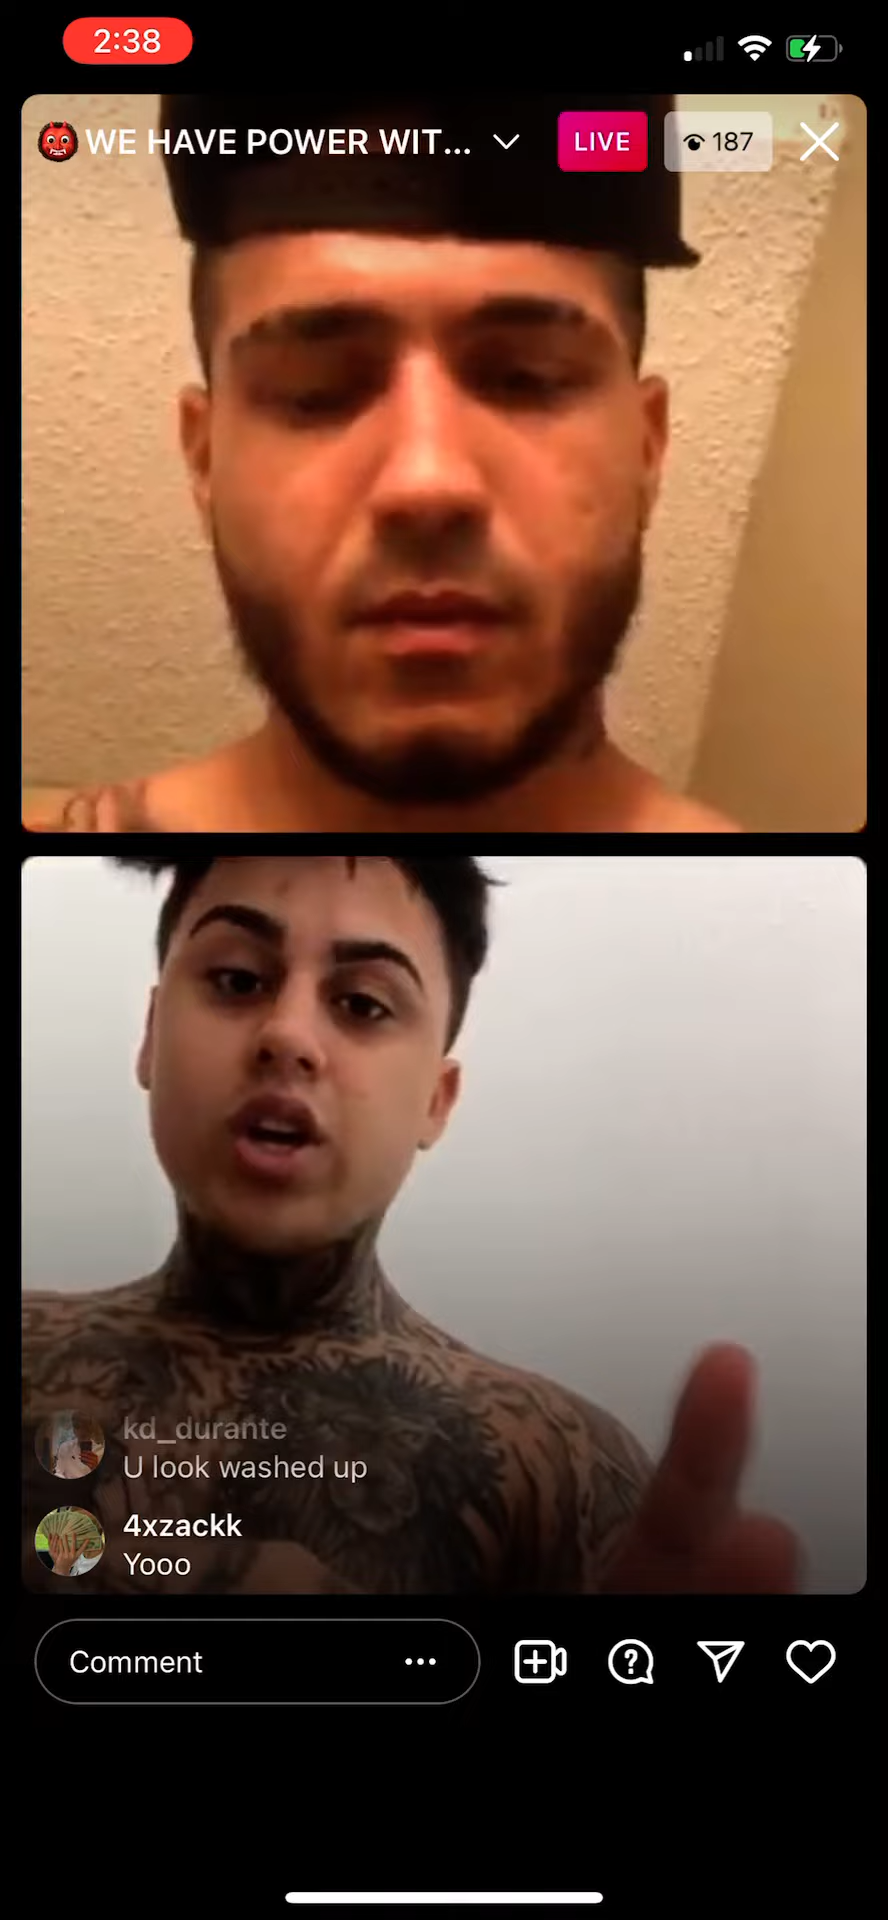 2:38
👹 WE HAVE POWER WIT...
LIVE
187
kd_durante
U look washed up
4xzackk
Yooo
Comment